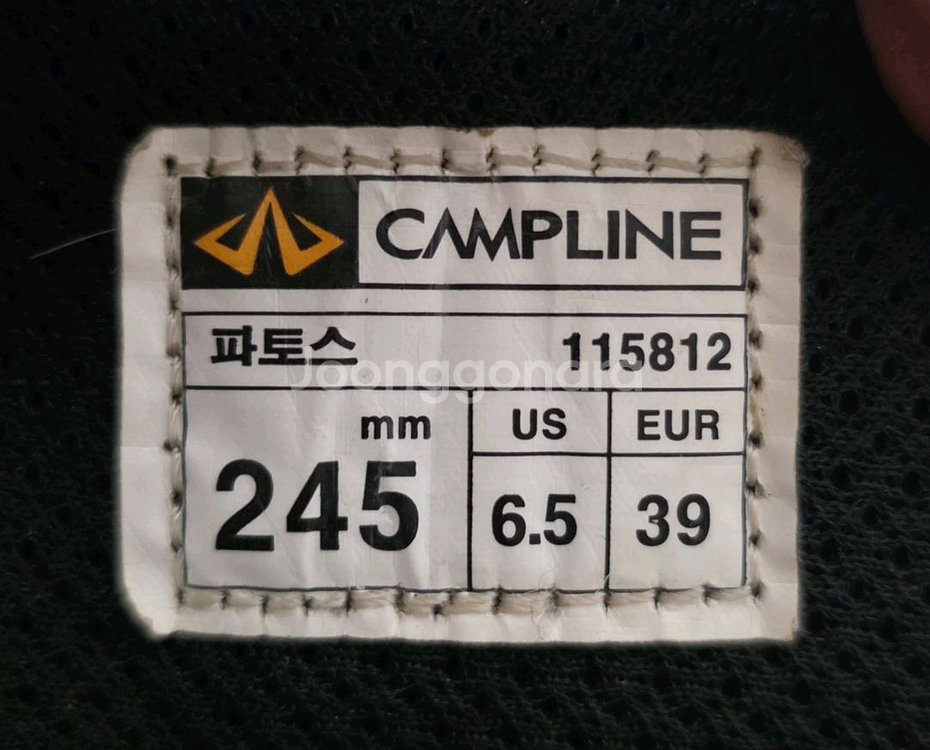 CAMPLINE
파토스 115812
Joonggonara
mm US EUR
245 6.5 39